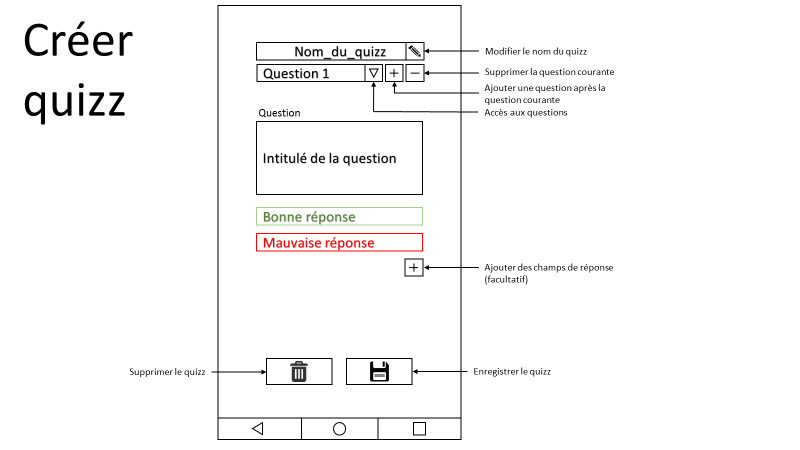 Créer
quizz
Nom_du_quizz
Modifier le nom du quizz
Question 1
Supprimer la question courante
Ajouter une question après la
question courante
Accès aux questions
Question
Intitulé de la question
Bonne réponse
Mauvaise réponse
Ajouter des champs de réponse
(facultatif)
Supprimer le quizz
Enregistrer le quizz